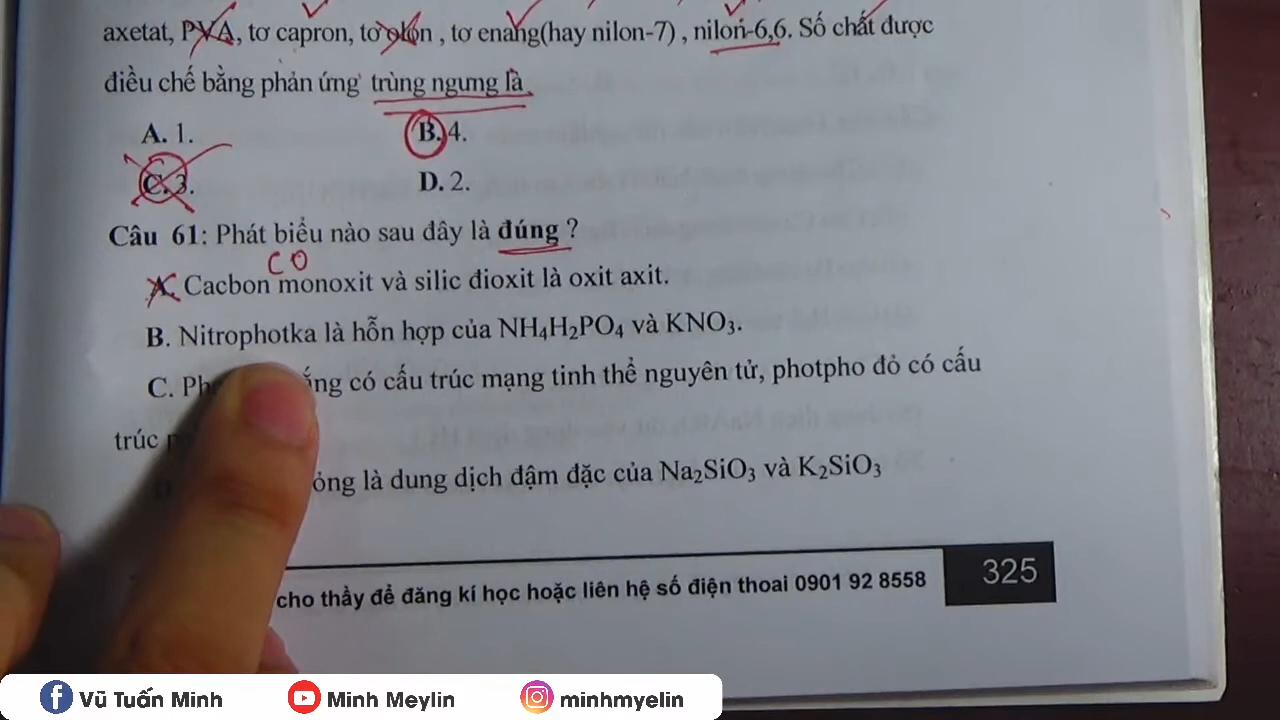 axetat, PVA, tơ capron, tơ olon , tơ enang(hay nilon-7) , nilon-6,6. Số chất được
điều chế bằng phản ứng trùng ngưng là
A. 1. B. 4.
C. 3. D. 2.
Câu 61: Phát biểu nào sau đây là đúng ?
CO
A. Cacbon monoxit và silic đioxit là oxit axit.
B. Nitrophotka là hỗn hợp của NH₄H₂PO₄ và KNO₃.
C. có cấu trúc mạng tinh thể nguyên tử, photpho đỏ có cấu
trúc
là dung dịch đậm đặc của Na₂SiO₃ và K₂SiO₃
cho thầy để đăng kí học hoặc liên hệ số điện thoai 0901 92 8558 325
Vũ Tuấn Minh Minh Meylin minhmyelin